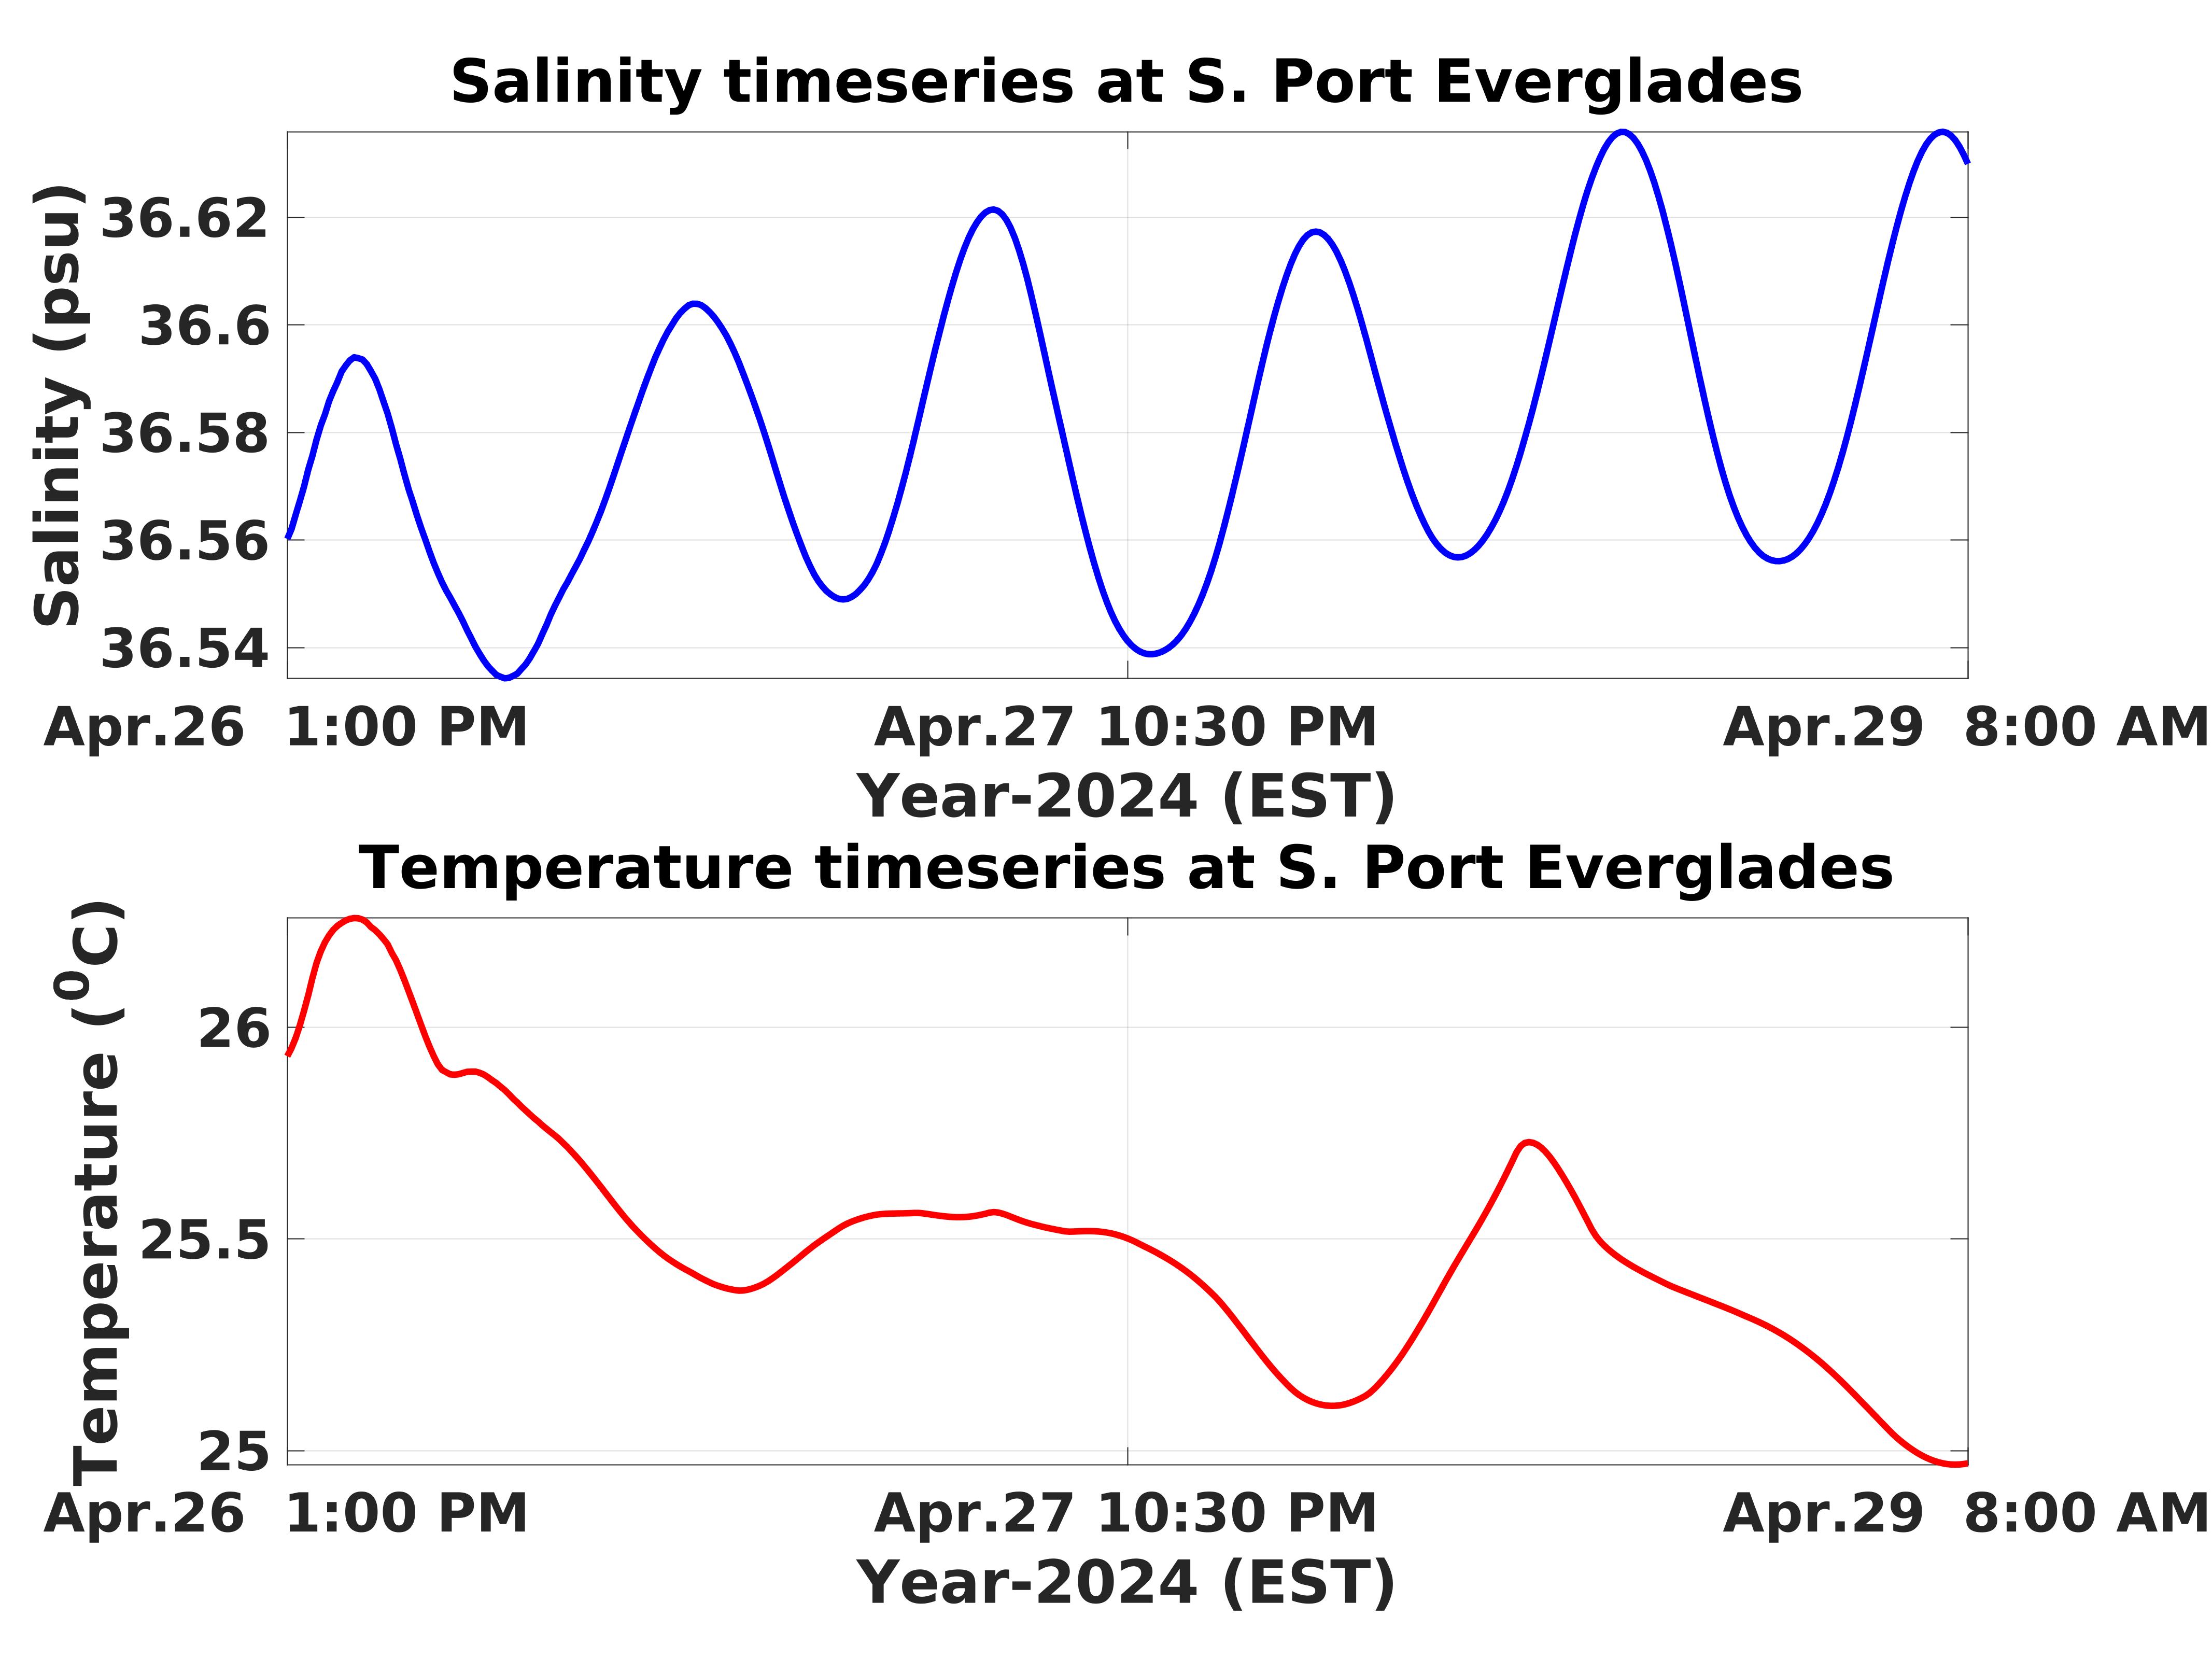 Salinity timeseries at S. Port Everglades
Salinity (psu)
36.62
36.6
36.58
36.56
36.54
Apr.26  1:00 PM
Apr.27 10:30 PM
Apr.29  8:00 AM
Year-2024 (EST)
Temperature timeseries at S. Port Everglades
Temperature (⁰C)
26
25.5
25
Apr.26  1:00 PM
Apr.27 10:30 PM
Apr.29  8:00 AM
Year-2024 (EST)